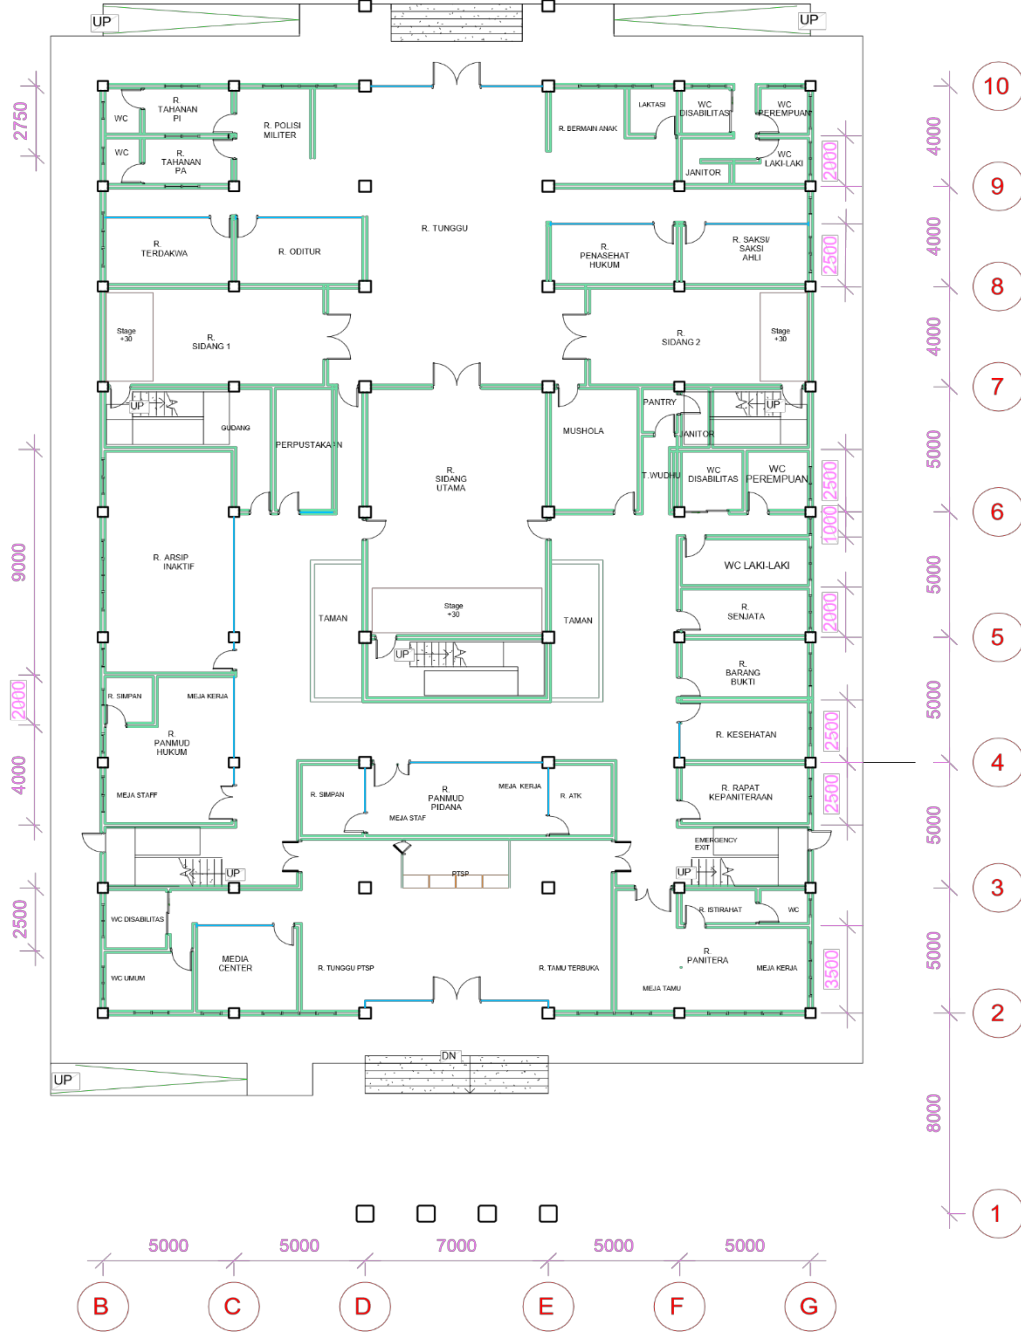 UP
UP
10
R.
TAHANAN
PI
WC
R. POLISI
MILITER
LAKTASI
WC
DISABILITAS
WC
PEREMPUAN
R. BERMAIN ANAK
2750
4000
WC
R.
TAHANAN
PA
WC
LAKI-LAKI
JANITOR
2000
9
R. TUNGGU
R.
TERDAKWA
R. ODITUR
R.
PENASEHAT
HUKUM
R. SAKSI/
SAKSI
AHLI
2500
4000
8
Stage
+30
R.
SIDANG 1
R.
SIDANG 2
Stage
+30
4000
7
UP
GUDANG
PERPUSTAKAAN
MUSHOLA
PANTRY
JANITOR
UP
R.
SIDANG
UTAMA
T.WUDHU
WC
DISABILITAS
WC
PEREMPUAN
2500
5000
6
1000
R. ARSIP
INAKTIF
WC LAKI-LAKI
9000
5000
TAMAN
Stage
+30
TAMAN
R.
SENJATA
2000
5
UP
R.
BARANG
BUKTI
R. SIMPAN
MEJA KERJA
2000
5000
R.
PANMUD
HUKUM
R. KESEHATAN
2500
4
4000
MEJA STAFF
R. SIMPAN
R.
PANMUD
PIDANA
MEJA KERJA
MEJA STAF
R. ATK
R. RAPAT
KEPANITERAAN
2500
5000
EMERGENCY
EXIT
UP
PTSP
UP
3
WC DISABILITAS
R. ISTIRAHAT
WC
2500
MEDIA
CENTER
WC UMUM
R. TUNGGU PTSP
R. TAMU TERBUKA
R.
PANITERA
MEJA KERJA
MEJA TAMU
3500
5000
2
UP
DN
8000
1
5000
5000
7000
5000
5000
B
C
D
E
F
G